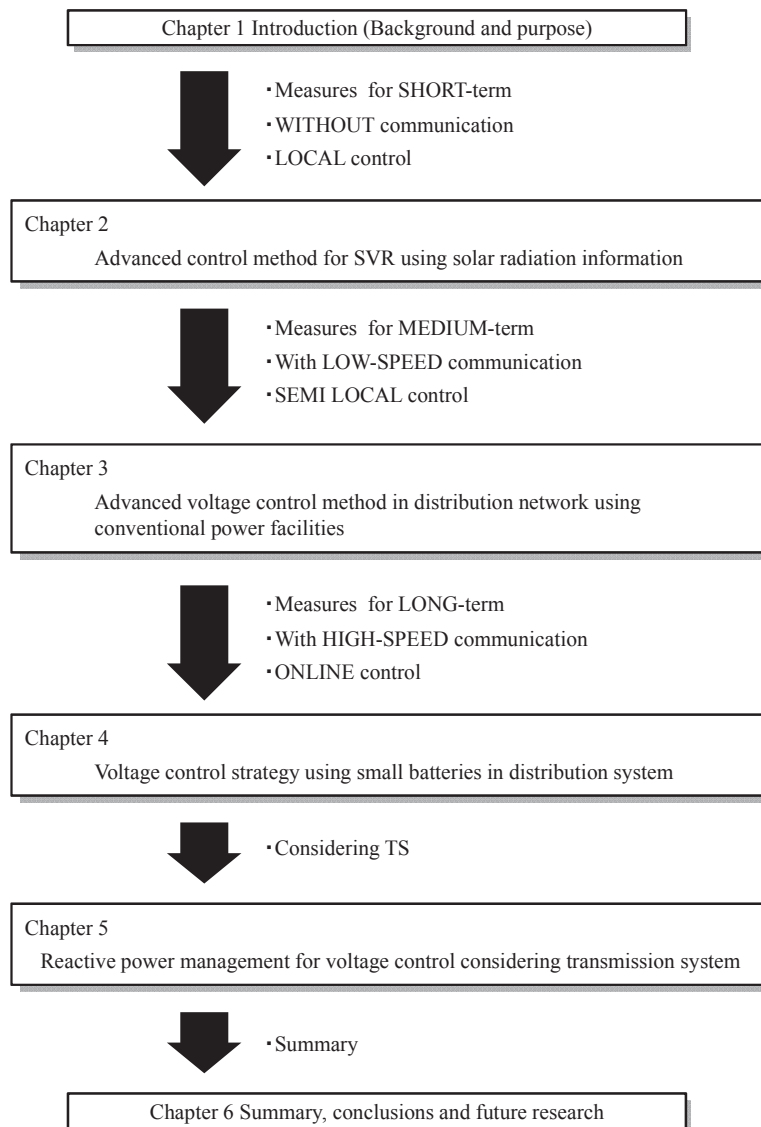 Chapter 1 Introduction (Background and purpose)
・Measures for SHORT-term
・WITHOUT communication
・LOCAL control
Chapter 2
Advanced control method for SVR using solar radiation information
・Measures for MEDIUM-term
・With LOW-SPEED communication
・SEMI LOCAL control
Chapter 3
Advanced voltage control method in distribution network using
conventional power facilities
・Measures for LONG-term
・With HIGH-SPEED communication
・ONLINE control
Chapter 4
Voltage control strategy using small batteries in distribution system
・Considering TS
Chapter 5
Reactive power management for voltage control considering transmission system
・Summary
Chapter 6 Summary, conclusions and future research